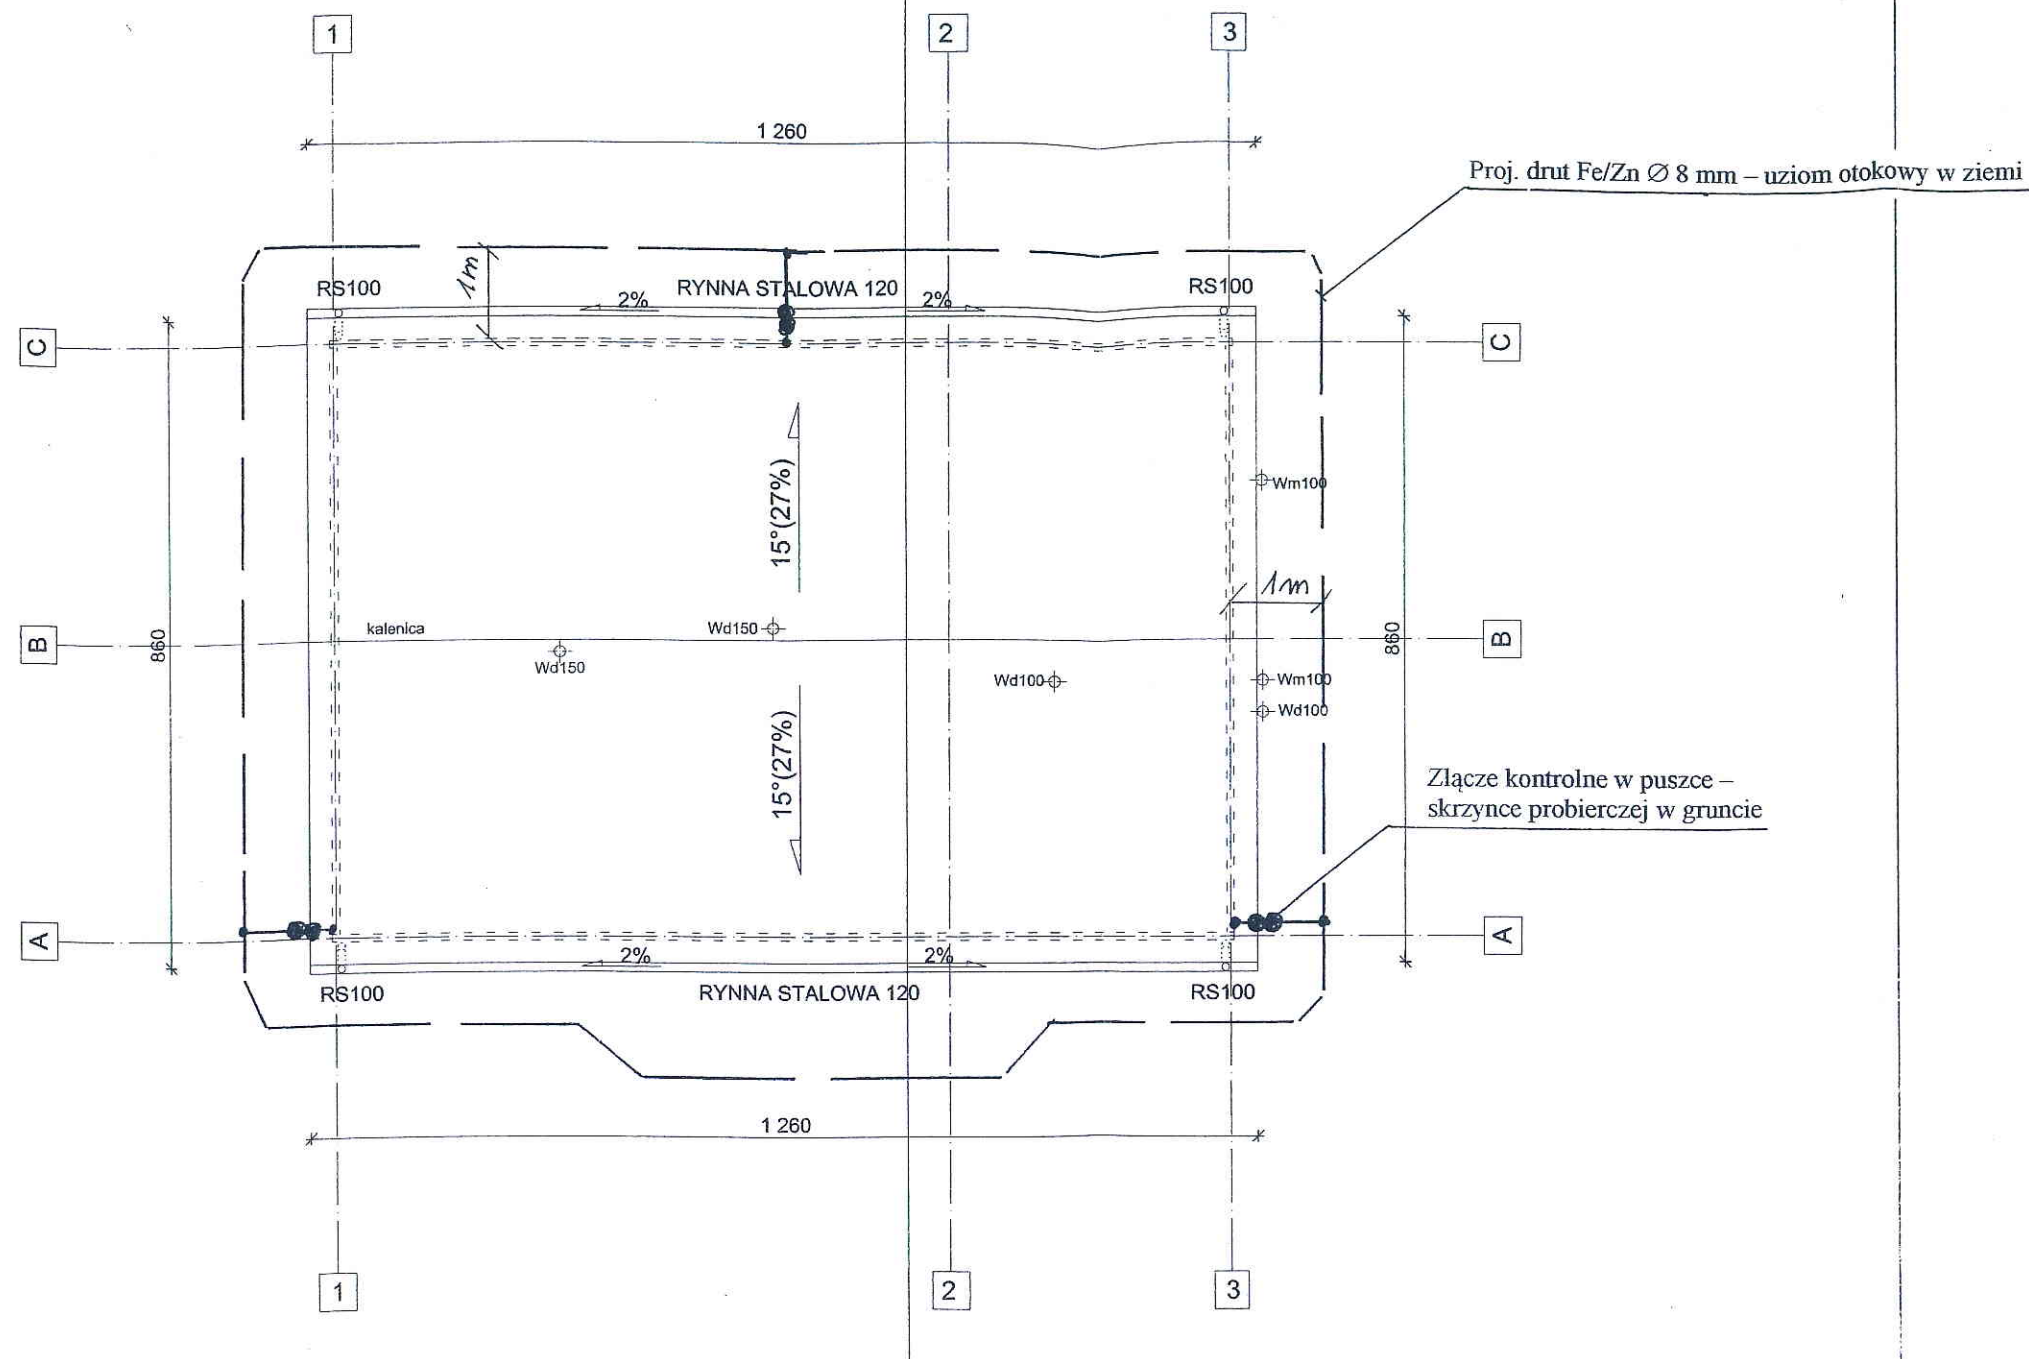 1
2
3
1 260
Proj. drut Fe/Zn Ø 8 mm – uziom otokowy w ziemi
1m
RS100
RYNNA STALOWA 120
RS100
2%
2%
C
C
15°(27%)
Wm100
1m
kalenica
Wd150
B
860
860
B
Wd150
Wd100
Wm100
Wd100
15°(27%)
Złącze kontrolne w puszce –
skrzynce probierczej w gruncie
A
A
2%
2%
RS100
RYNNA STALOWA 120
RS100
1 260
1
2
3